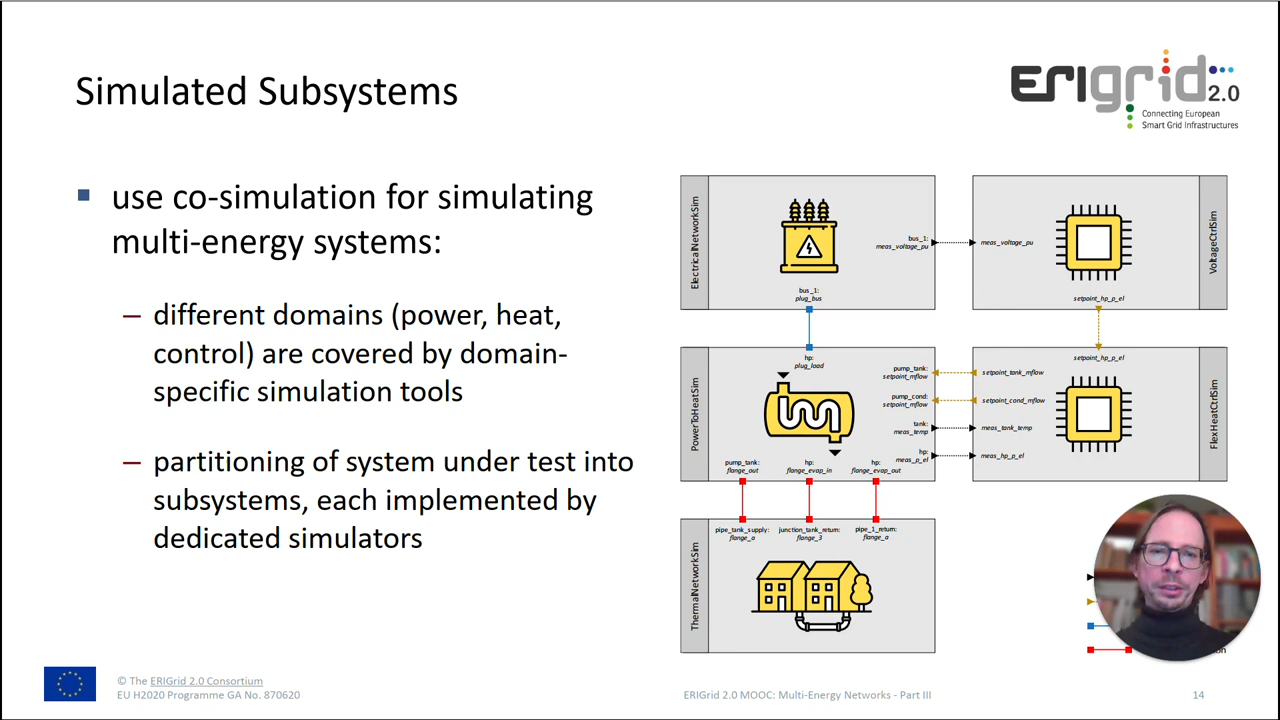 Simulated Subsystems
ERIGrid 2.0
Connecting European
Smart Grid Infrastructures
use co-simulation for simulating
multi-energy systems:
– different domains (power, heat,
control) are covered by domain-
specific simulation tools
– partitioning of system under test into
subsystems, each implemented by
dedicated simulators
ElectricalNetworkSim
bus_1:
meas_voltage_pu
bus_1:
plug_bus
meas_voltage_pu
setpoint_hp_p_el
VoltageCtrlSim
PowerToHeatSim
hp:
plug_load
pump_tank:
setpoint_mflow
pump_cond:
setpoint_mflow
tank:
meas_temp
hp:
meas_p_el
pump_tank:
flange_out
hp:
flange_evap_in
hp:
flange_evap_out
setpoint_hp_p_el
setpoint_tank_mflow
setpoint_cond_mflow
meas_tank_temp
meas_hp_p_el
FlexHeatCtrlSim
ThermalNetworkSim
pipe_tank_supply:
flange_a
junction_tank_return:
flange_3
pipe_1_return:
flange_a
© The ERIGrid 2.0 Consortium
EU H2020 Programme GA No. 870620
ERIGrid 2.0 MOOC: Multi-Energy Networks - Part III
14